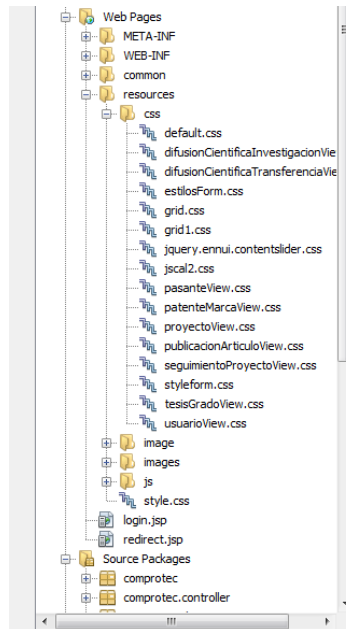 Web Pages
META-INF
WEB-INF
common
resources
css
default.css
difusionCientificaInvestigacionVie
difusionCientificaTransferenciaVie
estilosForm.css
grid.css
grid1.css
jquery.ennui.contentslider.css
jscal2.css
pasanteView.css
patenteMarcaView.css
proyectoView.css
publicacionArticuloView.css
seguimientoProyectoView.css
styleform.css
tesisGradoView.css
usuarioView.css
image
images
js
style.css
login.jsp
redirect.jsp
Source Packages
comprotec
comprotec.controller